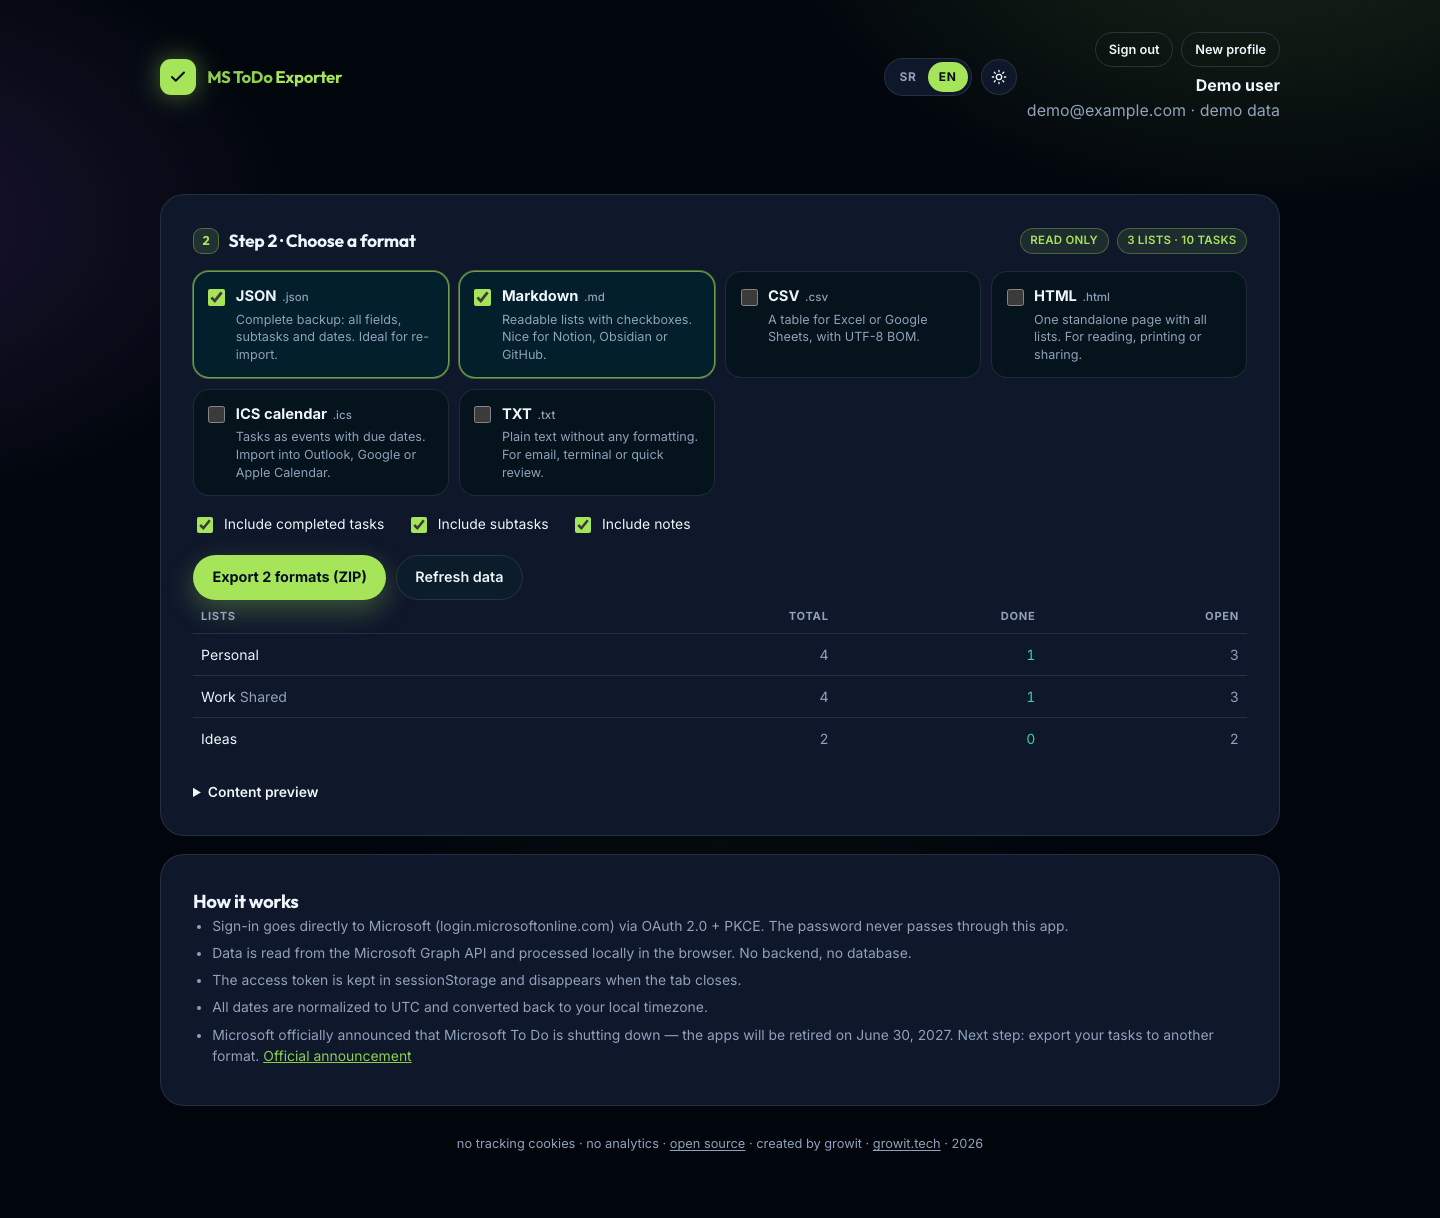 MS ToDo Exporter
SR EN
Sign out New profile
Demo user
demo@example.com · demo data
2 Step 2 · Choose a format
READ ONLY 3 LISTS · 10 TASKS
JSON .json
Complete backup: all fields,
subtasks and dates. Ideal for re-
import.
Markdown .md
Readable lists with checkboxes.
Nice for Notion, Obsidian or
GitHub.
CSV .csv
A table for Excel or Google
Sheets, with UTF-8 BOM.
HTML .html
One standalone page with all
lists. For reading, printing or
sharing.
ICS calendar .ics
Tasks as events with due dates.
Import into Outlook, Google or
Apple Calendar.
TXT .txt
Plain text without any formatting.
For email, terminal or quick
review.
Include completed tasks Include subtasks Include notes
Export 2 formats (ZIP) Refresh data
LISTS TOTAL DONE OPEN
Personal 4 1 3
Work Shared 4 1 3
Ideas 2 0 2
Content preview
How it works
Sign-in goes directly to Microsoft (login.microsoftonline.com) via OAuth 2.0 + PKCE. The password never passes through this app.
Data is read from the Microsoft Graph API and processed locally in the browser. No backend, no database.
The access token is kept in sessionStorage and disappears when the tab closes.
All dates are normalized to UTC and converted back to your local timezone.
Microsoft officially announced that Microsoft To Do is shutting down — the apps will be retired on June 30, 2027. Next step: export your tasks to another
format. Official announcement
no tracking cookies · no analytics · open source · created by growit · growit.tech · 2026